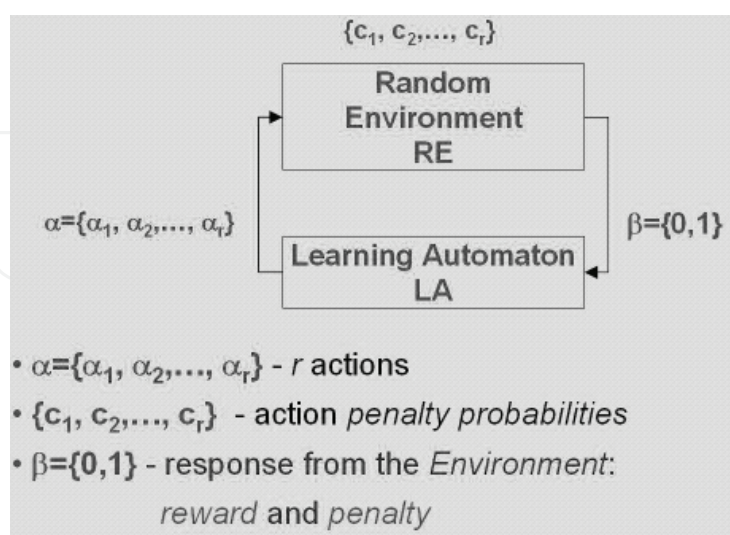 {c₁, c₂,..., cᵣ}
Random
Environment
RE
α={α₁, α₂,..., αᵣ}
β={0,1}
Learning Automaton
LA
• α={α₁, α₂,..., αᵣ} - r actions
• {c₁, c₂,..., cᵣ} - action penalty probabilities
• β={0,1} - response from the Environment:
reward and penalty